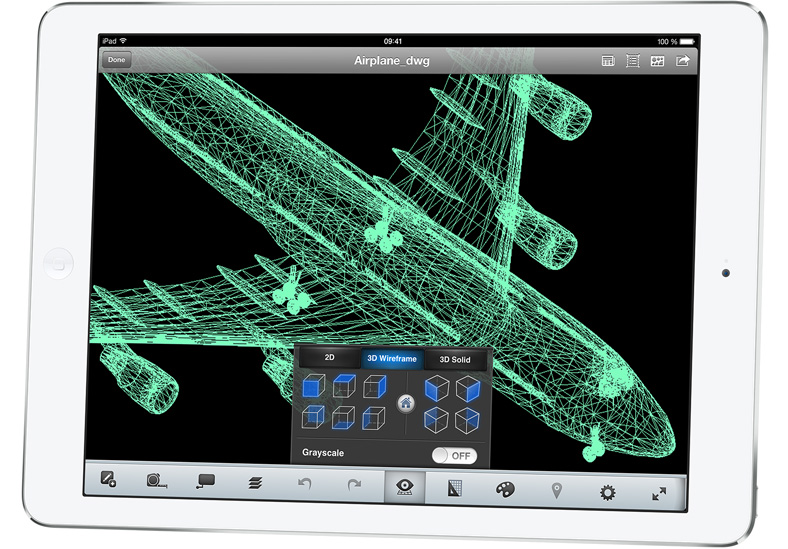 iPad
09:41
100 %
Done
Airplane_dwg
2D
3D Wireframe
3D Solid
Grayscale
OFF